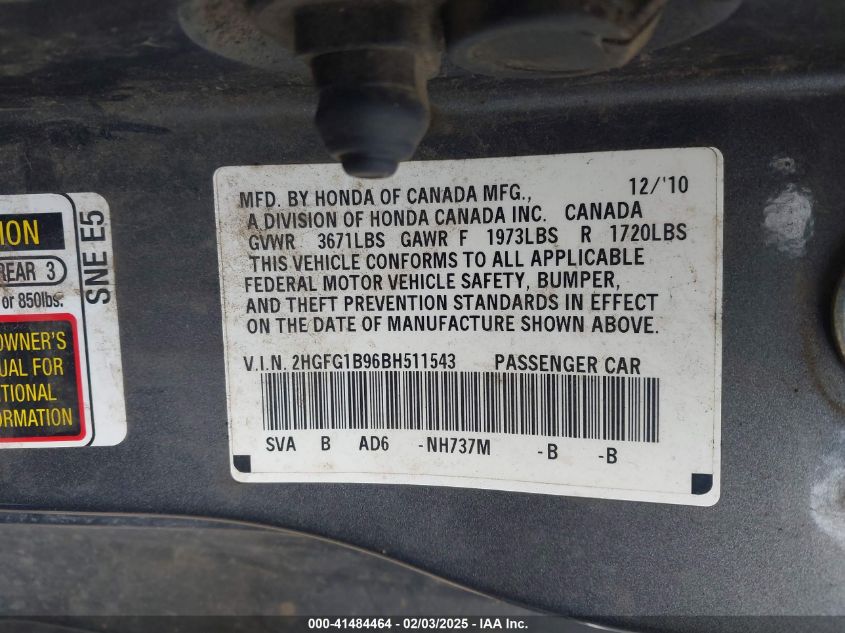 ION
REAR 3
or 850lbs.
OWNER'S
UAL FOR
TIONAL
FORMATION
SNE E5
MFD. BY HONDA OF CANADA MFG., 12/'10
A DIVISION OF HONDA CANADA INC. CANADA
GVWR 3671LBS GAWR F 1973LBS R 1720LBS
THIS VEHICLE CONFORMS TO ALL APPLICABLE
FEDERAL MOTOR VEHICLE SAFETY, BUMPER,
AND THEFT PREVENTION STANDARDS IN EFFECT
ON THE DATE OF MANUFACTURE SHOWN ABOVE.
V.I.N. 2HGFG1B96BH511543 PASSENGER CAR
SVA B AD6 -NH737M -B -B
000-41484464 - 02/03/2025 - IAA Inc.